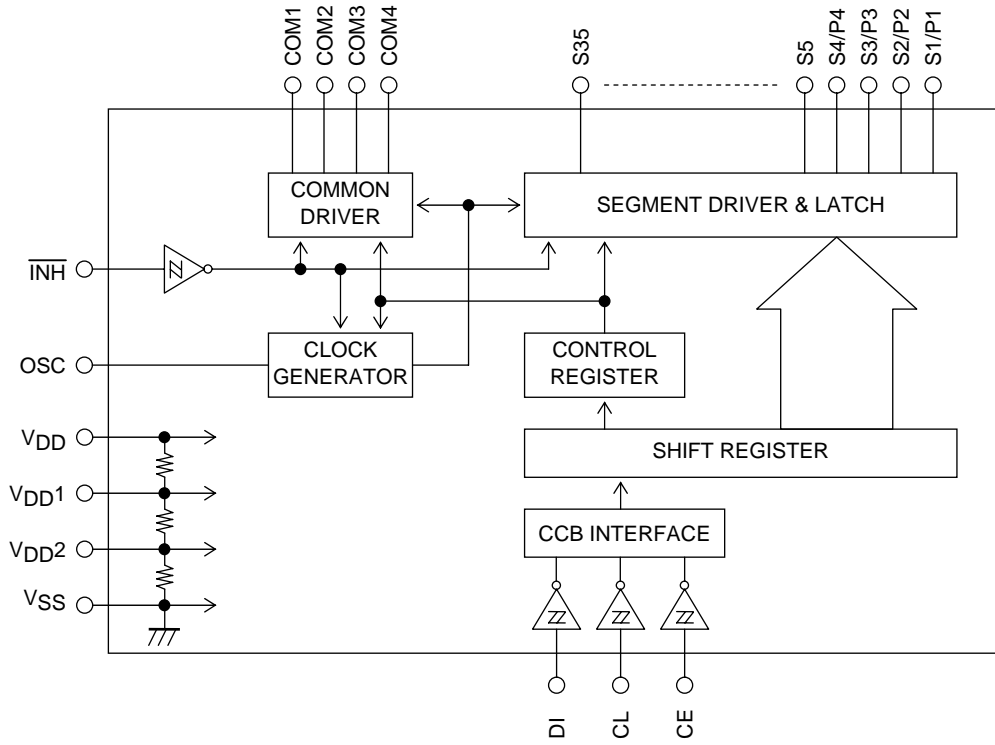 COM1
COM2
COM3
COM4
S35
S5
S4/P4
S3/P3
S2/P2
S1/P1
COMMON
DRIVER
SEGMENT DRIVER & LATCH
INH
OSC
CLOCK
GENERATOR
CONTROL
REGISTER
VDD
SHIFT REGISTER
VDD1
CCB INTERFACE
VDD2
VSS
DI
CL
CE